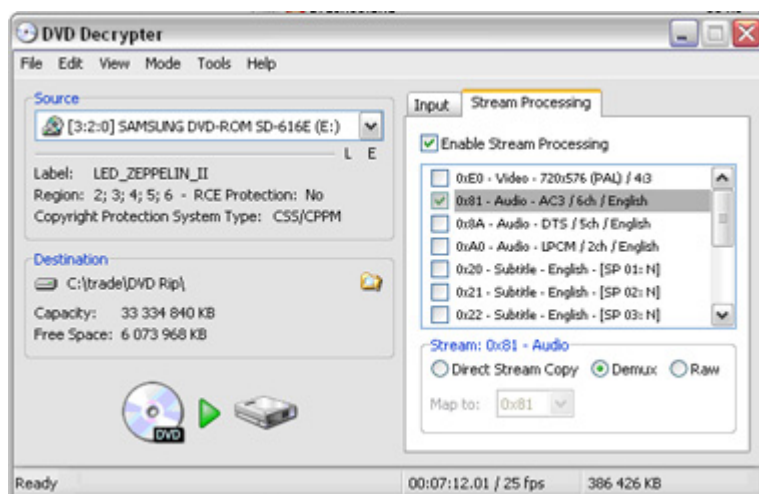 DVD Decrypter
File Edit View Mode Tools Help
Source
[3:2:0] SAMSUNG DVD-ROM SD-616E (E:)
L E
Label: LED_ZEPPELIN_II
Region: 2; 3; 4; 5; 6 - RCE Protection: No
Copyright Protection System Type: CSS/CPPM
Destination
C:\trade\DVD Rip\
Capacity: 33 334 840 KB
Free Space: 6 073 968 KB
DVD
Input Stream Processing
Enable Stream Processing
0xE0 - Video - 720x576 (PAL) / 4:3
0x81 - Audio - AC3 / 6ch / English
0x8A - Audio - DTS / 5ch / English
0xA0 - Audio - LPCM / 2ch / English
0x20 - Subtitle - English - [SP 01: N]
0x21 - Subtitle - English - [SP 02: N]
0x22 - Subtitle - English - [SP 03: N]
Stream: 0x81 - Audio
Direct Stream Copy Demux Raw
Map to: 0x81
Ready 00:07:12.01 / 25 fps 386 426 KB